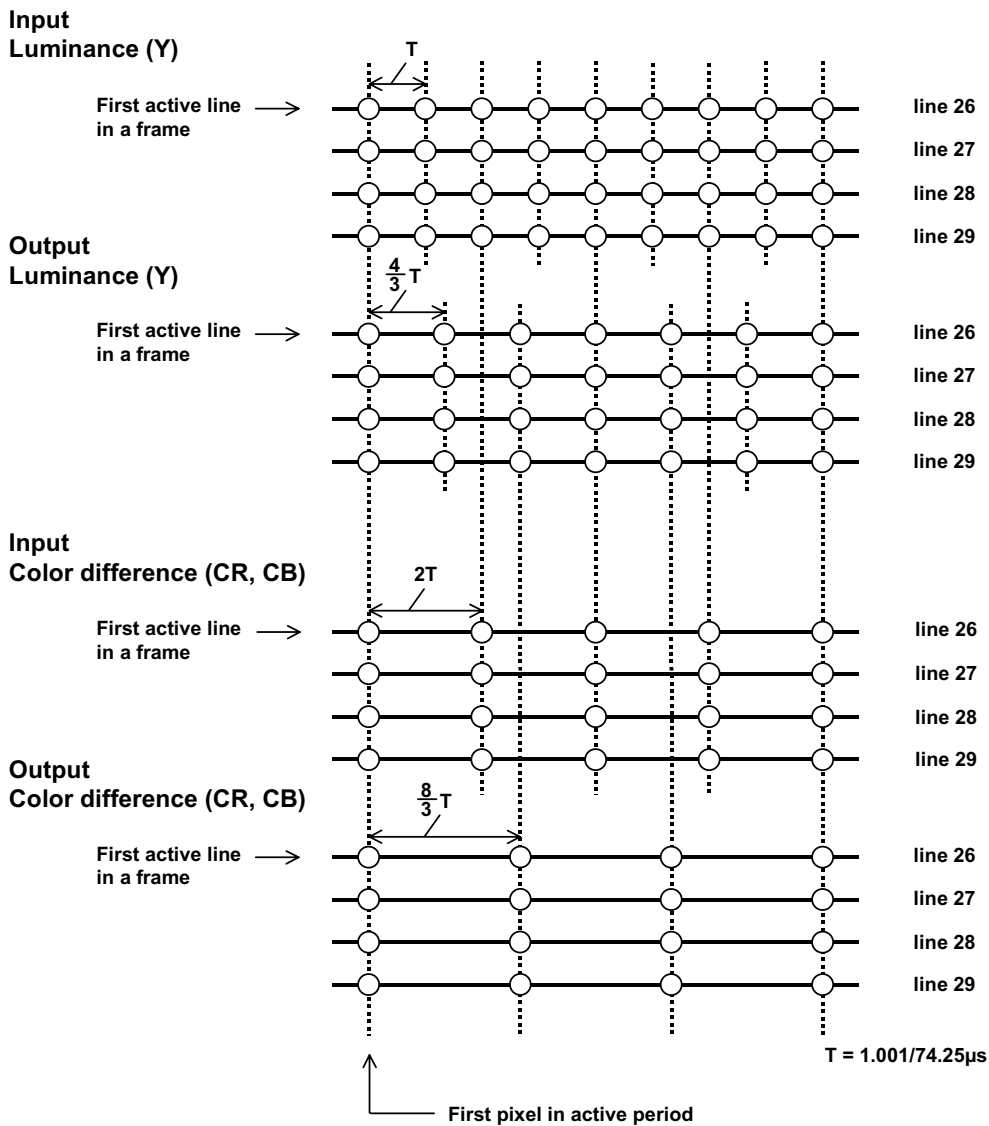 Input
Luminance (Y)
T
First active line
in a frame
line 26
line 27
line 28
line 29
Output
Luminance (Y)
4/3 T
First active line
in a frame
line 26
line 27
line 28
line 29
Input
Color difference (CR, CB)
2T
First active line
in a frame
line 26
line 27
line 28
line 29
Output
Color difference (CR, CB)
8/3 T
First active line
in a frame
line 26
line 27
line 28
line 29
T = 1.001/74.25µs
First pixel in active period